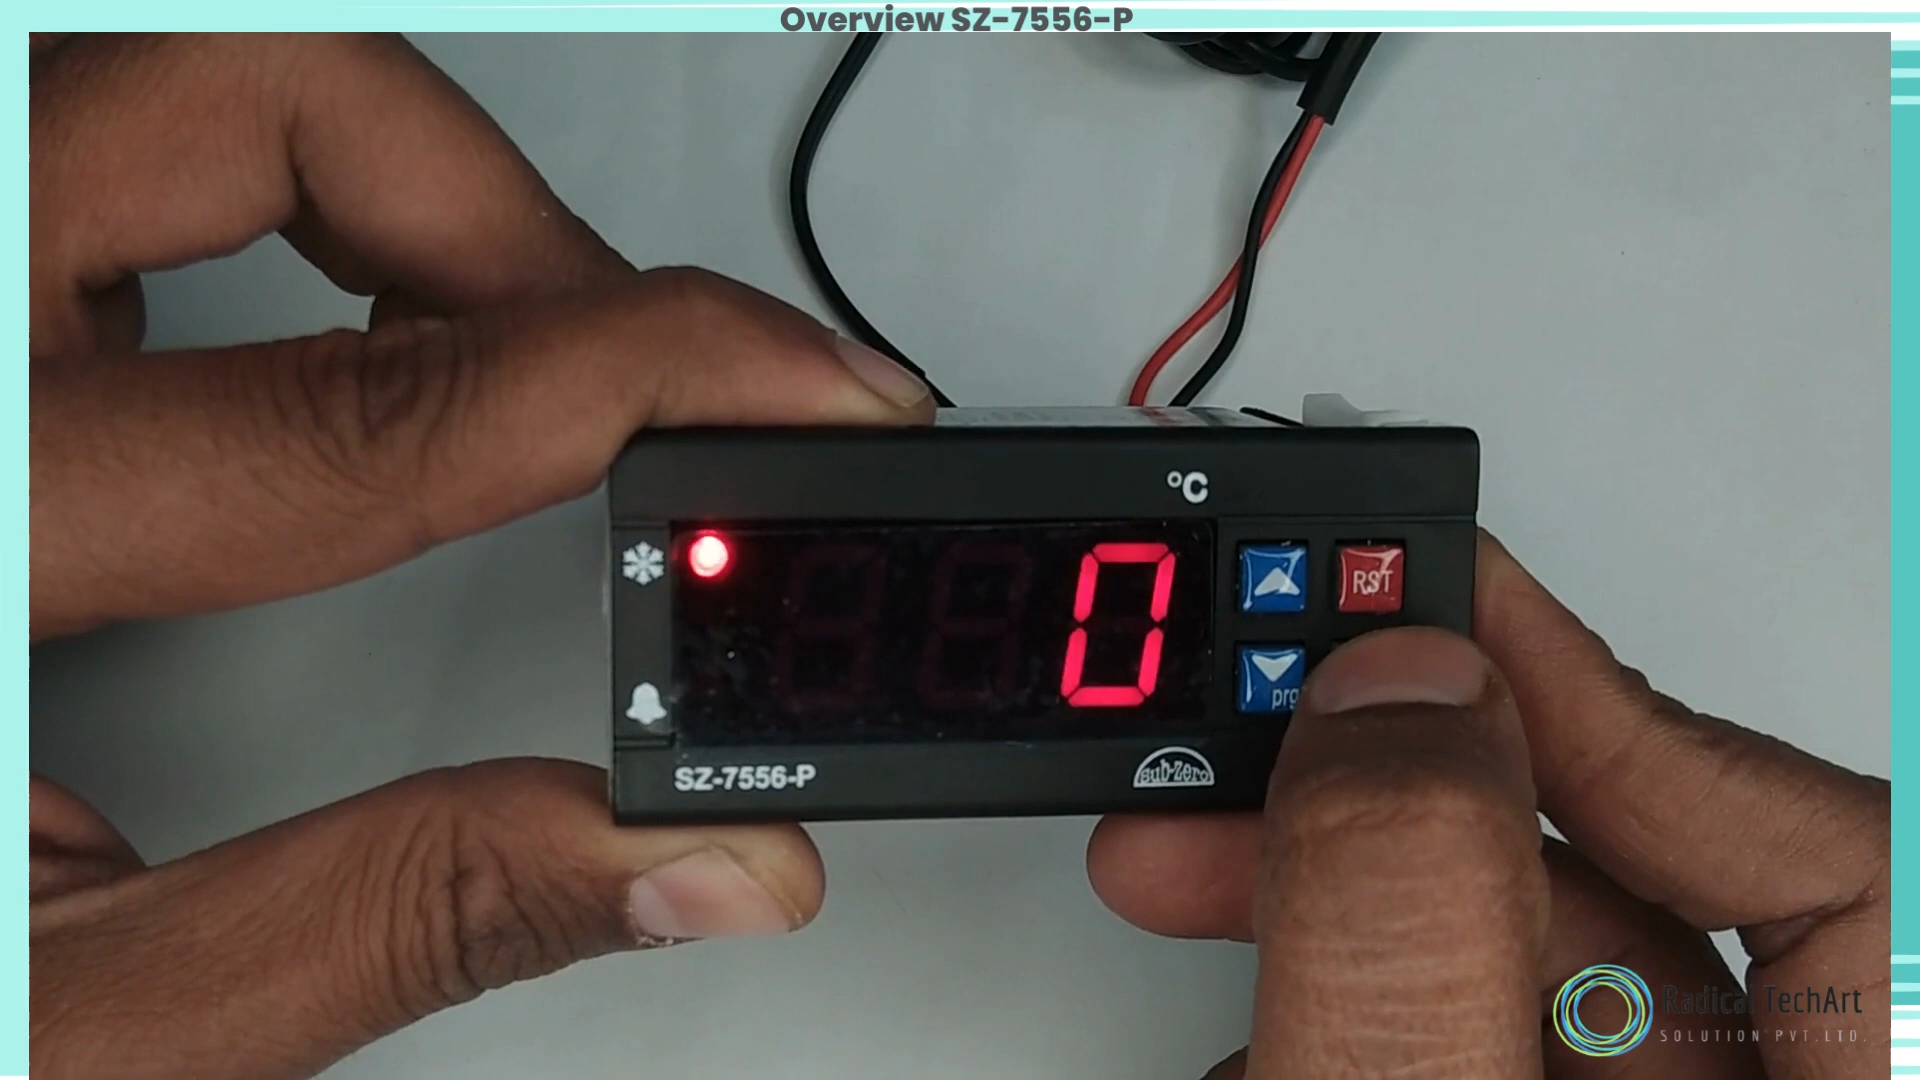 Overview SZ-7556-P
°C
0
RST
prg
SZ-7556-P
Sub-Zero
Radical TechArt
SOLUTION PVT.LTD.